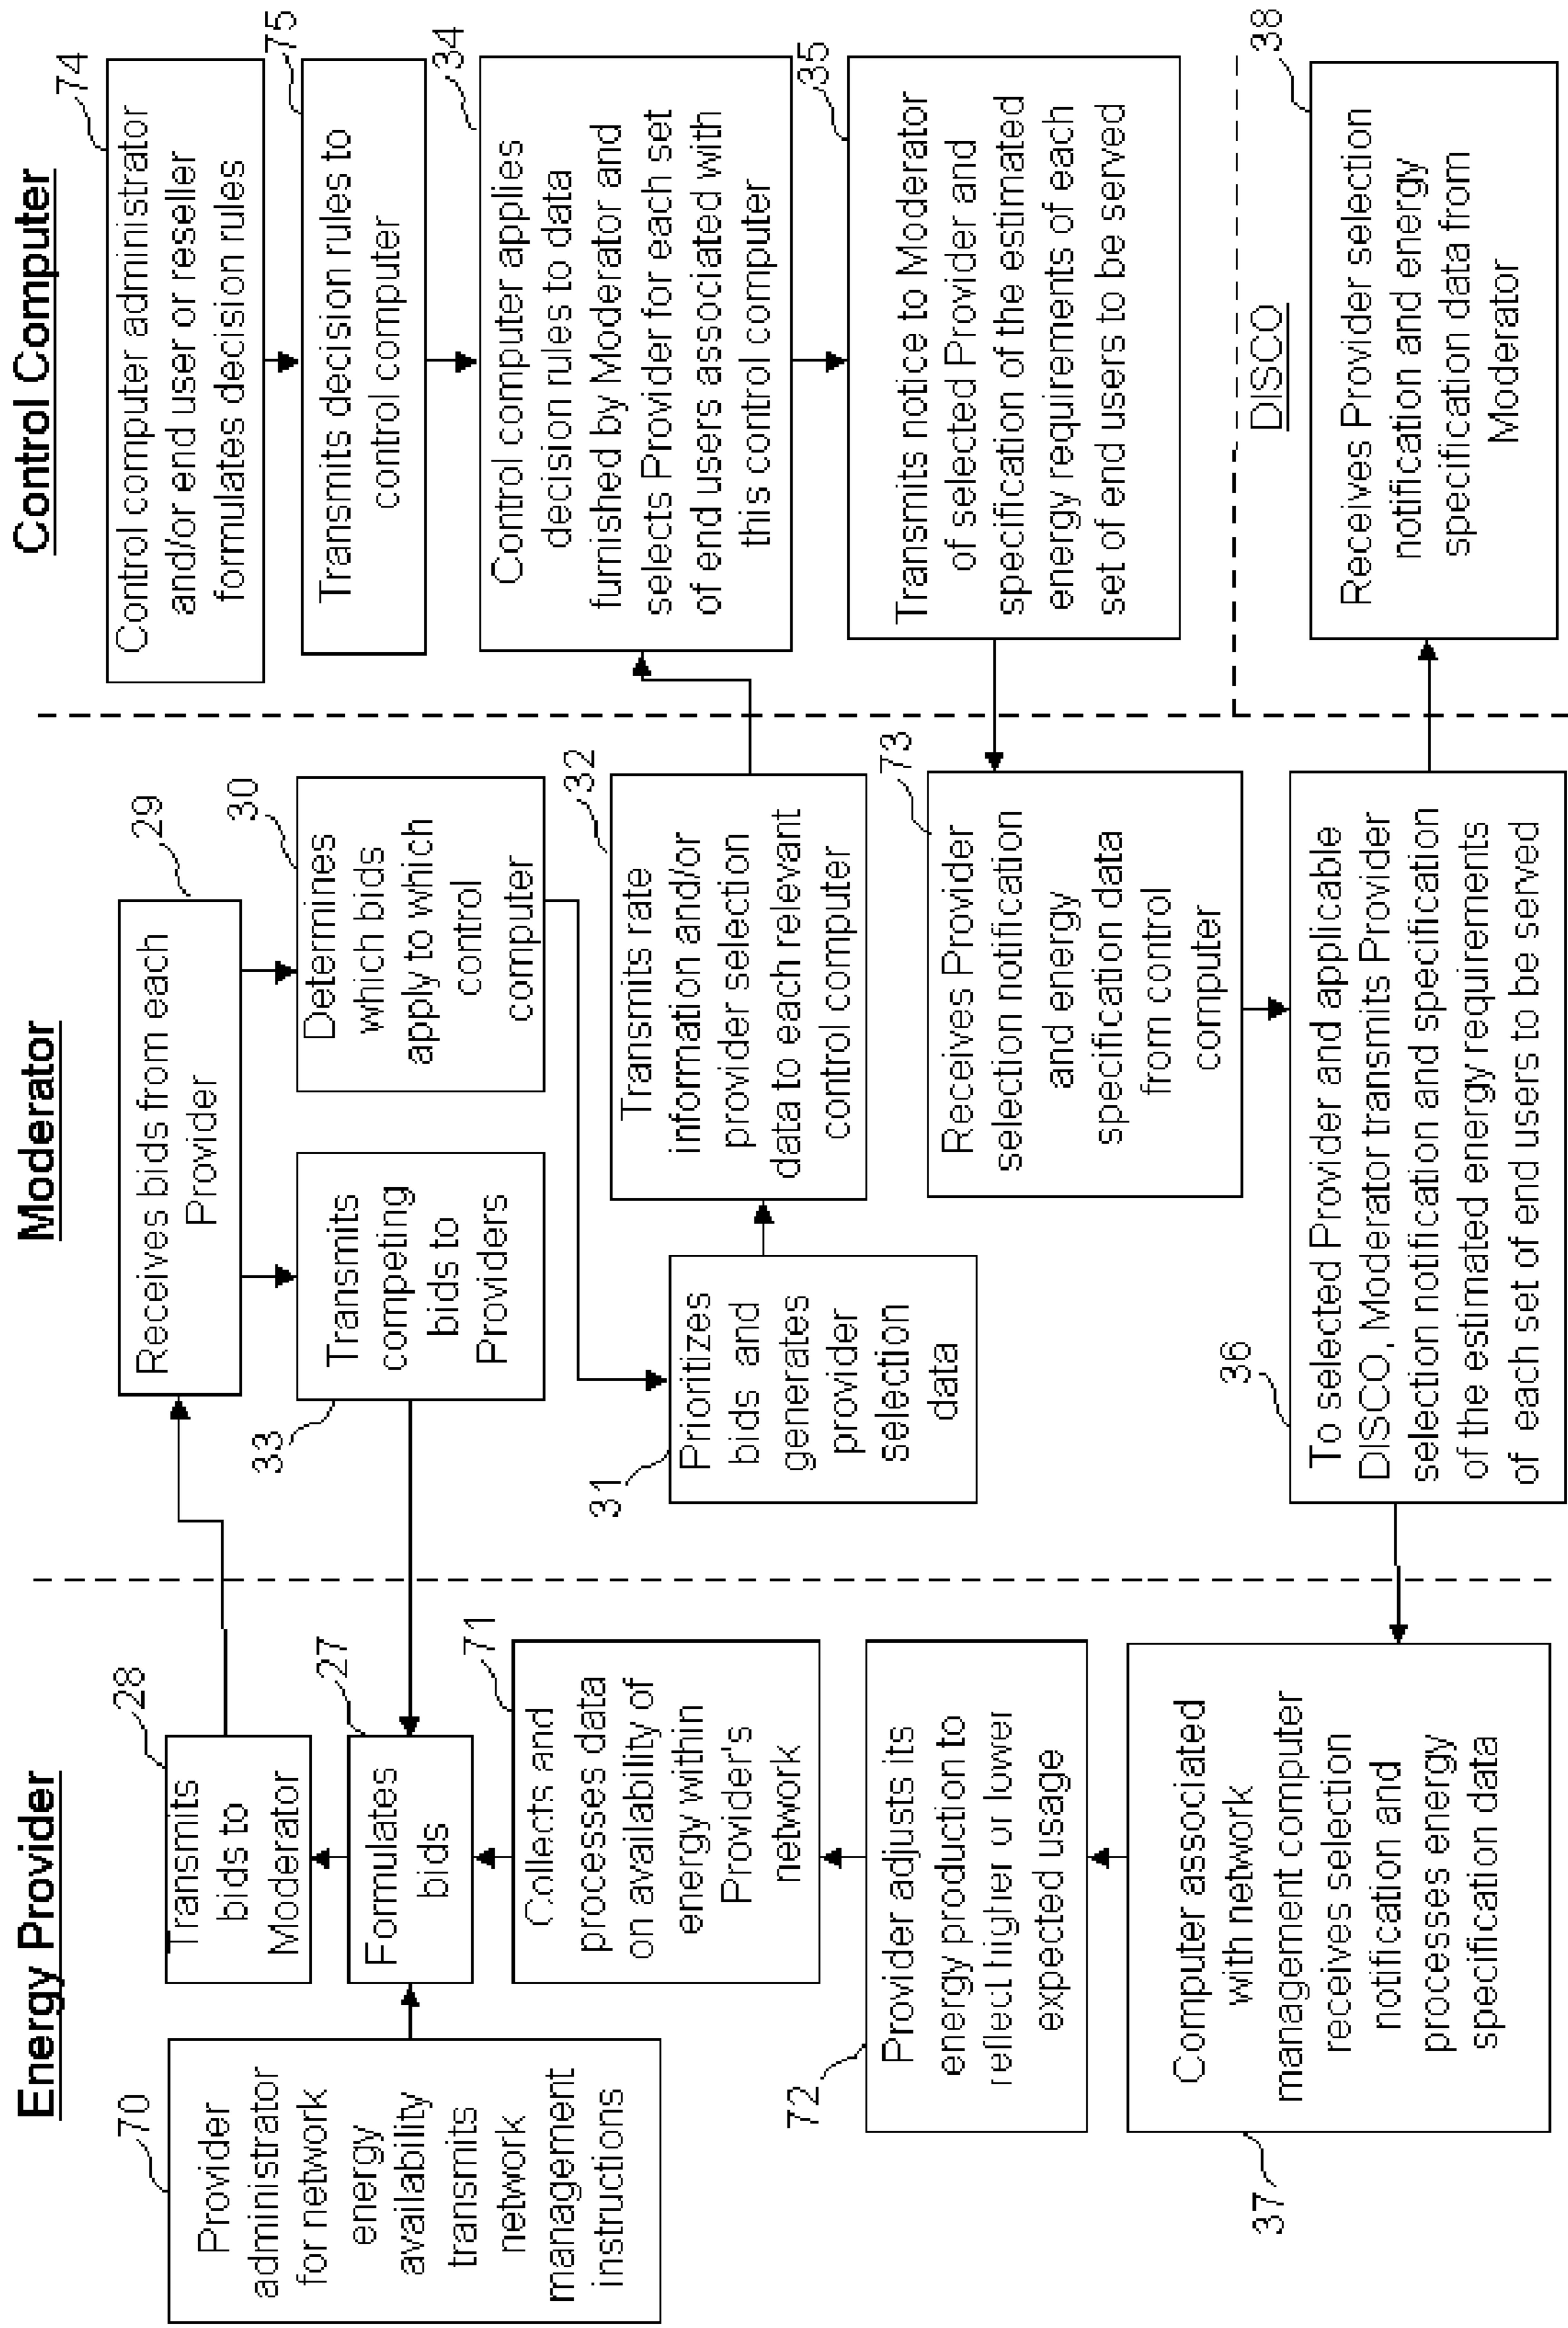 Energy Provider
70
Provider
administrator
for network
energy
availability
transmits
network
management
instructions
28
Transmits
bids to
Moderator
27
Formulates
bids
71
Collects and
processes data
on availability of
energy within
Provider's
network
72
Provider adjusts its
energy production to
reflect higher or lower
expected usage
37
Computer associated
with network
management computer
receives selection
notification and
processes energy
specification data
Moderator
29
Receives bids from each
Provider
33
Transmits
competing
bids to
Providers
30
Determines
which bids
apply to which
control
computer
31
Prioritizes
bids and
generates
provider
selection
data
32
Transmits rate
information and/or
provider selection
data to each relevant
control computer
73
Receives Provider
selection notification
and energy
specification data
from control
computer
36
To selected Provider and applicable
DISCO, Moderator transmits Provider
selection notification and specification
of the estimated energy requirements
of each set of end users to be served
Control Computer
74
Control computer administrator
and/or end user or reseller
formulates decision rules
75
Transmits decision rules to
control computer
34
Control computer applies
decision rules to data
furnished by Moderator and
selects Provider for each set
of end users associated with
this control computer
35
Transmits notice to Moderator
of selected Provider and
specification of the estimated
energy requirements of each
set of end users to be served
DISCO
38
Receives Provider selection
notification and energy
specification data from
Moderator